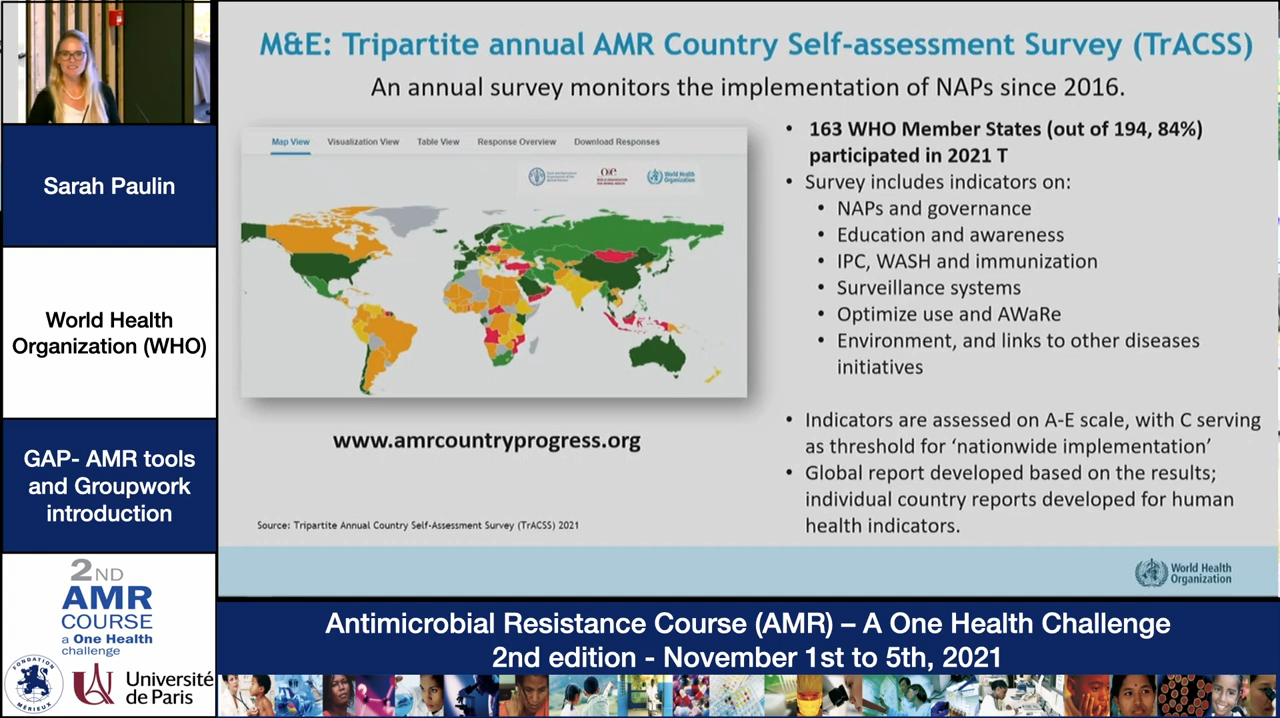 M&E: Tripartite annual AMR Country Self-assessment Survey (TrACSS)
An annual survey monitors the implementation of NAPs since 2016.
Map View Visualization View Table View Response Overview Download Responses
World Health
Organization
• 163 WHO Member States (out of 194, 84%)
participated in 2021 T
• Survey includes indicators on:
• NAPs and governance
• Education and awareness
• IPC, WASH and immunization
• Surveillance systems
• Optimize use and AWaRe
• Environment, and links to other diseases
initiatives
• Indicators are assessed on A-E scale, with C serving
as threshold for ‘nationwide implementation’
• Global report developed based on the results;
individual country reports developed for human
health indicators.
www.amrcountryprogress.org
Source: Tripartite Annual Country Self-Assessment Survey (TrACSS) 2021
World Health
Organization
Sarah Paulin
World Health
Organization (WHO)
GAP- AMR tools
and Groupwork
introduction
2ND
AMR
COURSE
a One Health
challenge
FONDATION
MÉRIEUX
Université
de Paris
Antimicrobial Resistance Course (AMR) – A One Health Challenge
2nd edition - November 1st to 5th, 2021